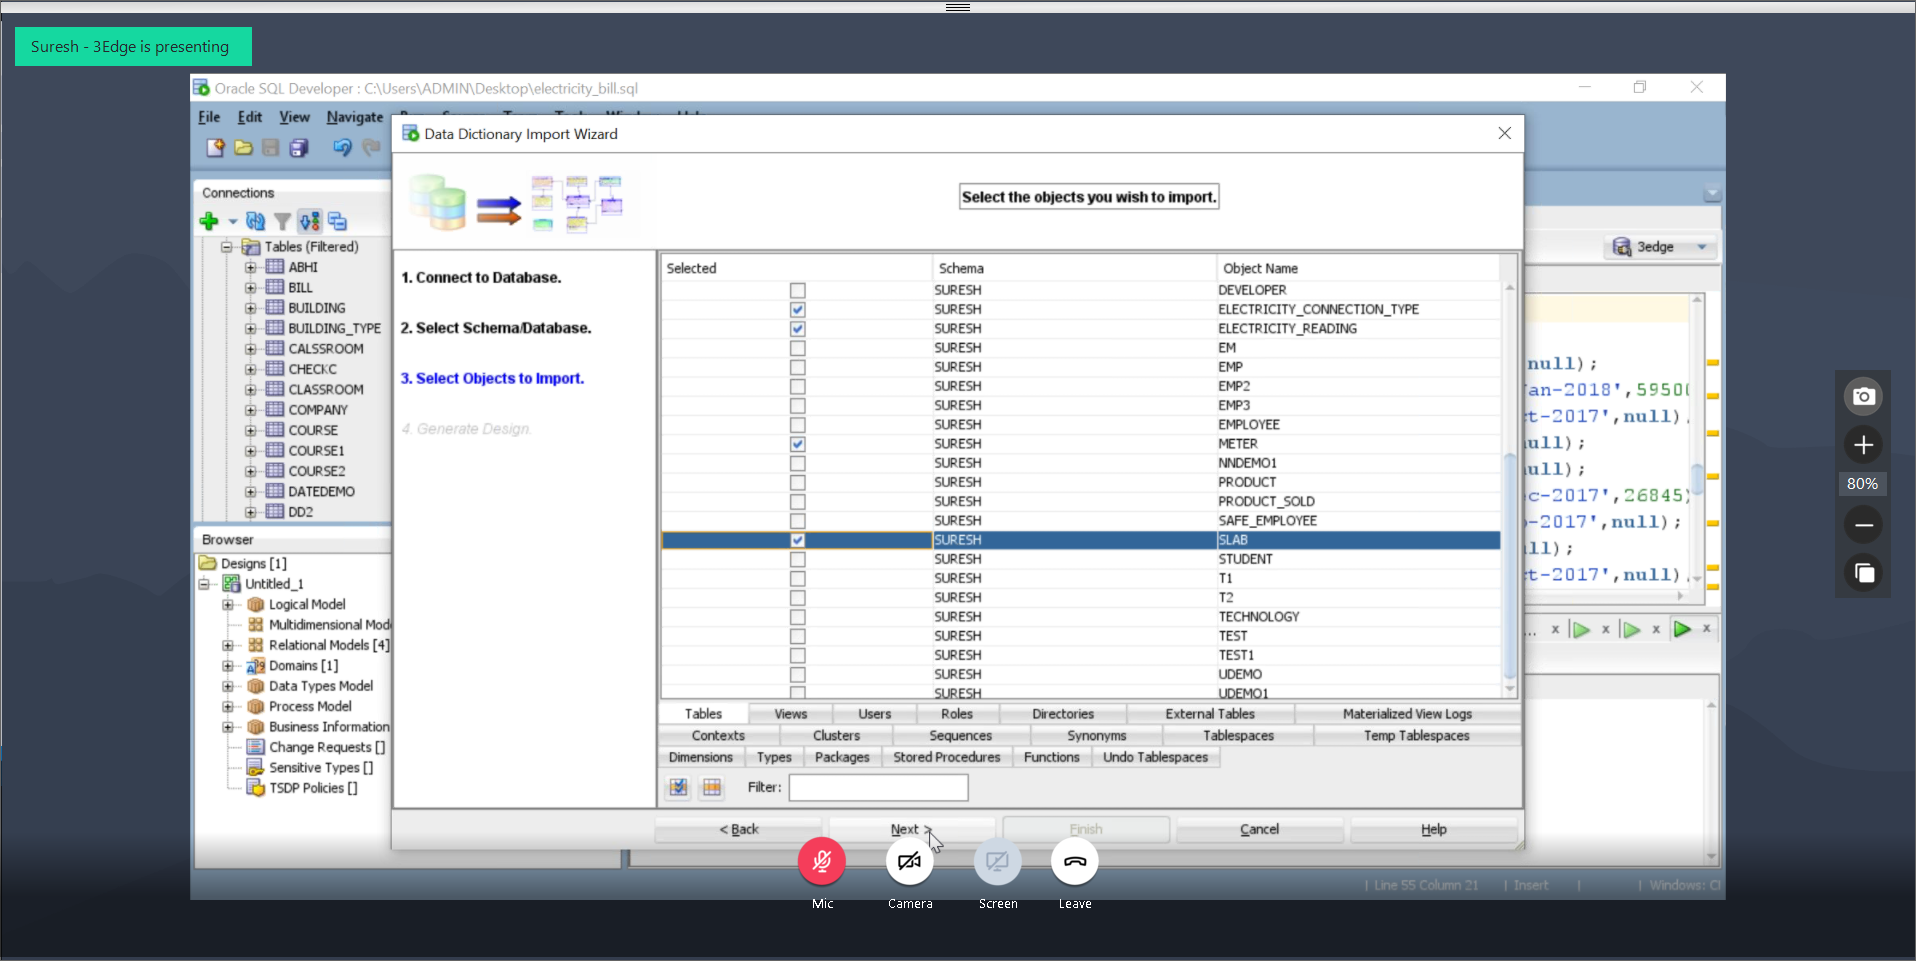 Suresh - 3Edge is presenting
Oracle SQL Developer : C:\Users\ADMIN\Desktop\electricity_bill.sql
File Edit View Navigate
Data Dictionary Import Wizard
Select the objects you wish to import.
Connections
Tables (Filtered)
ABHI
BILL
BUILDING
BUILDING_TYPE
CALSSROOM
CHECKC
CLASSROOM
COMPANY
COURSE
COURSE1
COURSE2
DATEDEMO
DD2
Browser
Designs [1]
Untitled_1
Logical Model
Multidimensional Mod
Relational Models [4]
Domains [1]
Data Types Model
Process Model
Business Information
Change Requests []
Sensitive Types []
TSDP Policies []
1. Connect to Database.
2. Select Schema/Database.
3. Select Objects to Import.
4. Generate Design.
Selected Schema Object Name
SURESH DEVELOPER
SURESH ELECTRICITY_CONNECTION_TYPE
SURESH ELECTRICITY_READING
SURESH EM
SURESH EMP
SURESH EMP2
SURESH EMP3
SURESH EMPLOYEE
SURESH METER
SURESH NNDEMO1
SURESH PRODUCT
SURESH PRODUCT_SOLD
SURESH SAFE_EMPLOYEE
SURESH SLAB
SURESH STUDENT
SURESH T1
SURESH T2
SURESH TECHNOLOGY
SURESH TEST
SURESH TEST1
SURESH UDEMO
SURESH UDEMO1
Tables Views Users Roles Directories External Tables Materialized View Logs
Contexts Clusters Sequences Synonyms Tablespaces Temp Tablespaces
Dimensions Types Packages Stored Procedures Functions Undo Tablespaces
Filter:
< Back Next > Finish Cancel Help
3edge
null);
an-2018',5950
ct-2017',null)
ull);
ull);
c-2017',26845)
-2017',null);
ll);
t-2017',null)
... x x x x
80%
Line 55 Column 21 Insert Windows: C
Mic Camera Screen Leave